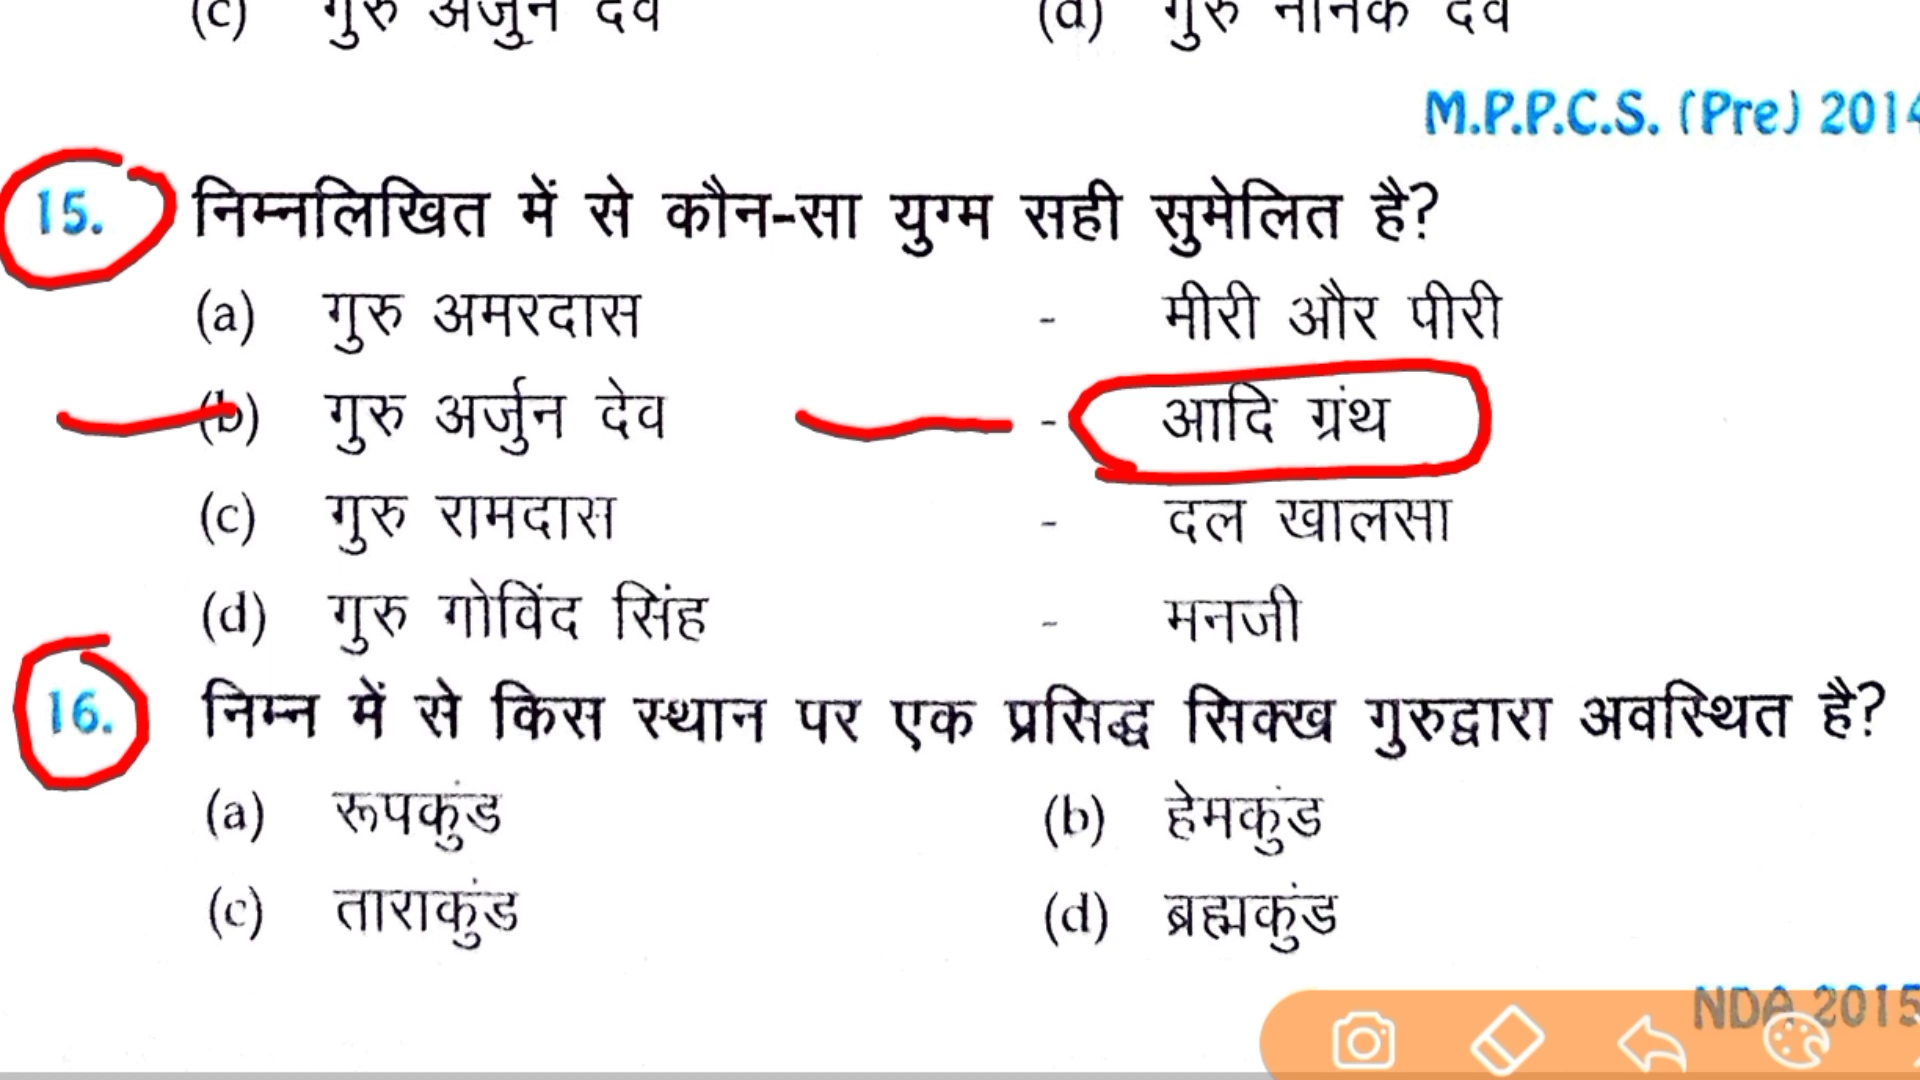 (c) गुरु अर्जुन देव (d) गुरु नानक देव
M.P.P.C.S. (Pre) 2014
15. निम्नलिखित में से कौन-सा युग्म सही सुमेलित है?
(a) गुरु अमरदास - मीरी और पीरी
(b) गुरु अर्जुन देव - आदि ग्रंथ
(c) गुरु रामदास - दल खालसा
(d) गुरु गोविंद सिंह - मनजी
16. निम्न में से किस स्थान पर एक प्रसिद्ध सिक्ख गुरुद्वारा अवस्थित है?
(a) रूपकुंड (b) हेमकुंड
(c) ताराकुंड (d) ब्रह्मकुंड
NDA 2015